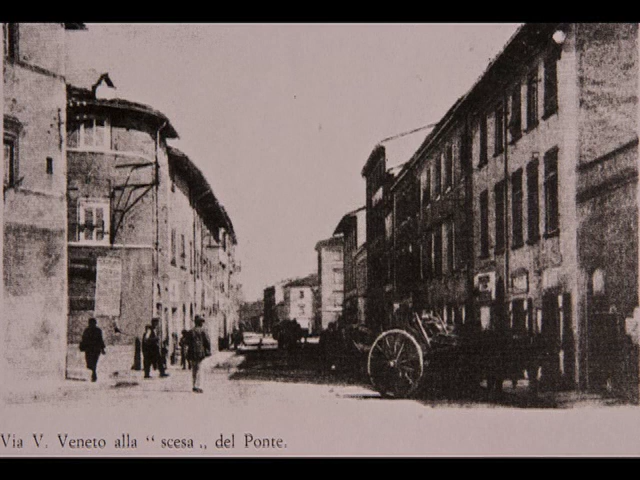 Via V. Veneto alla “ scesa „ del Ponte.